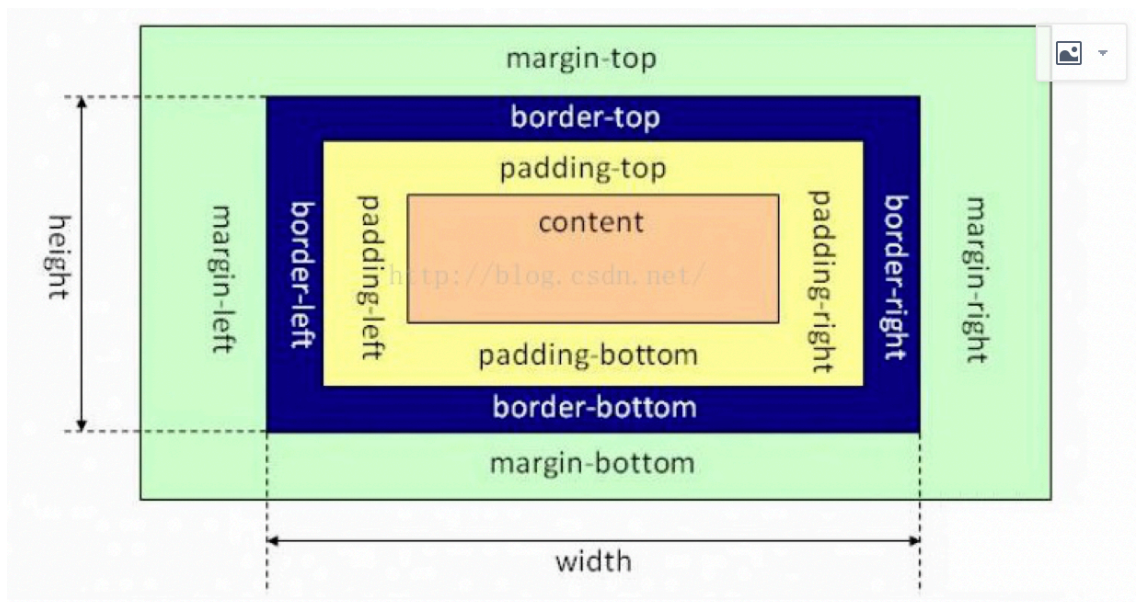 margin-top
border-top
padding-top
content
height
margin-left
border-left
padding-left
http://blog.csdn.net/
padding-right
border-right
margin-right
padding-bottom
border-bottom
margin-bottom
width